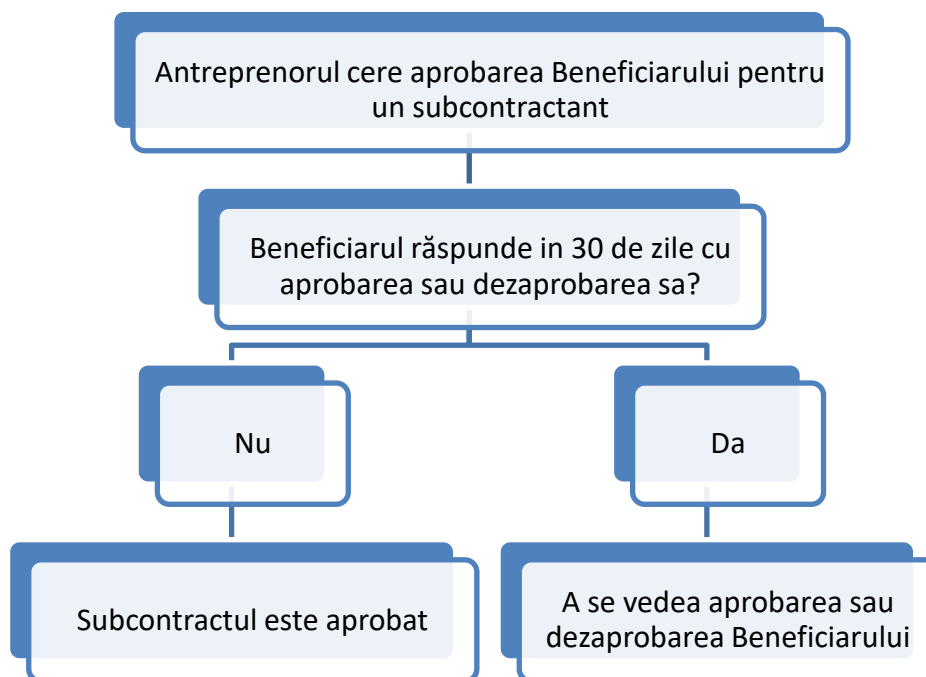 Antreprenorul cere aprobarea Beneficiarului pentru
un subcontractant
Beneficiarul răspunde in 30 de zile cu
aprobarea sau dezaprobarea sa?
Nu
Da
Subcontractul este aprobat
A se vedea aprobarea sau
dezaprobarea Beneficiarului